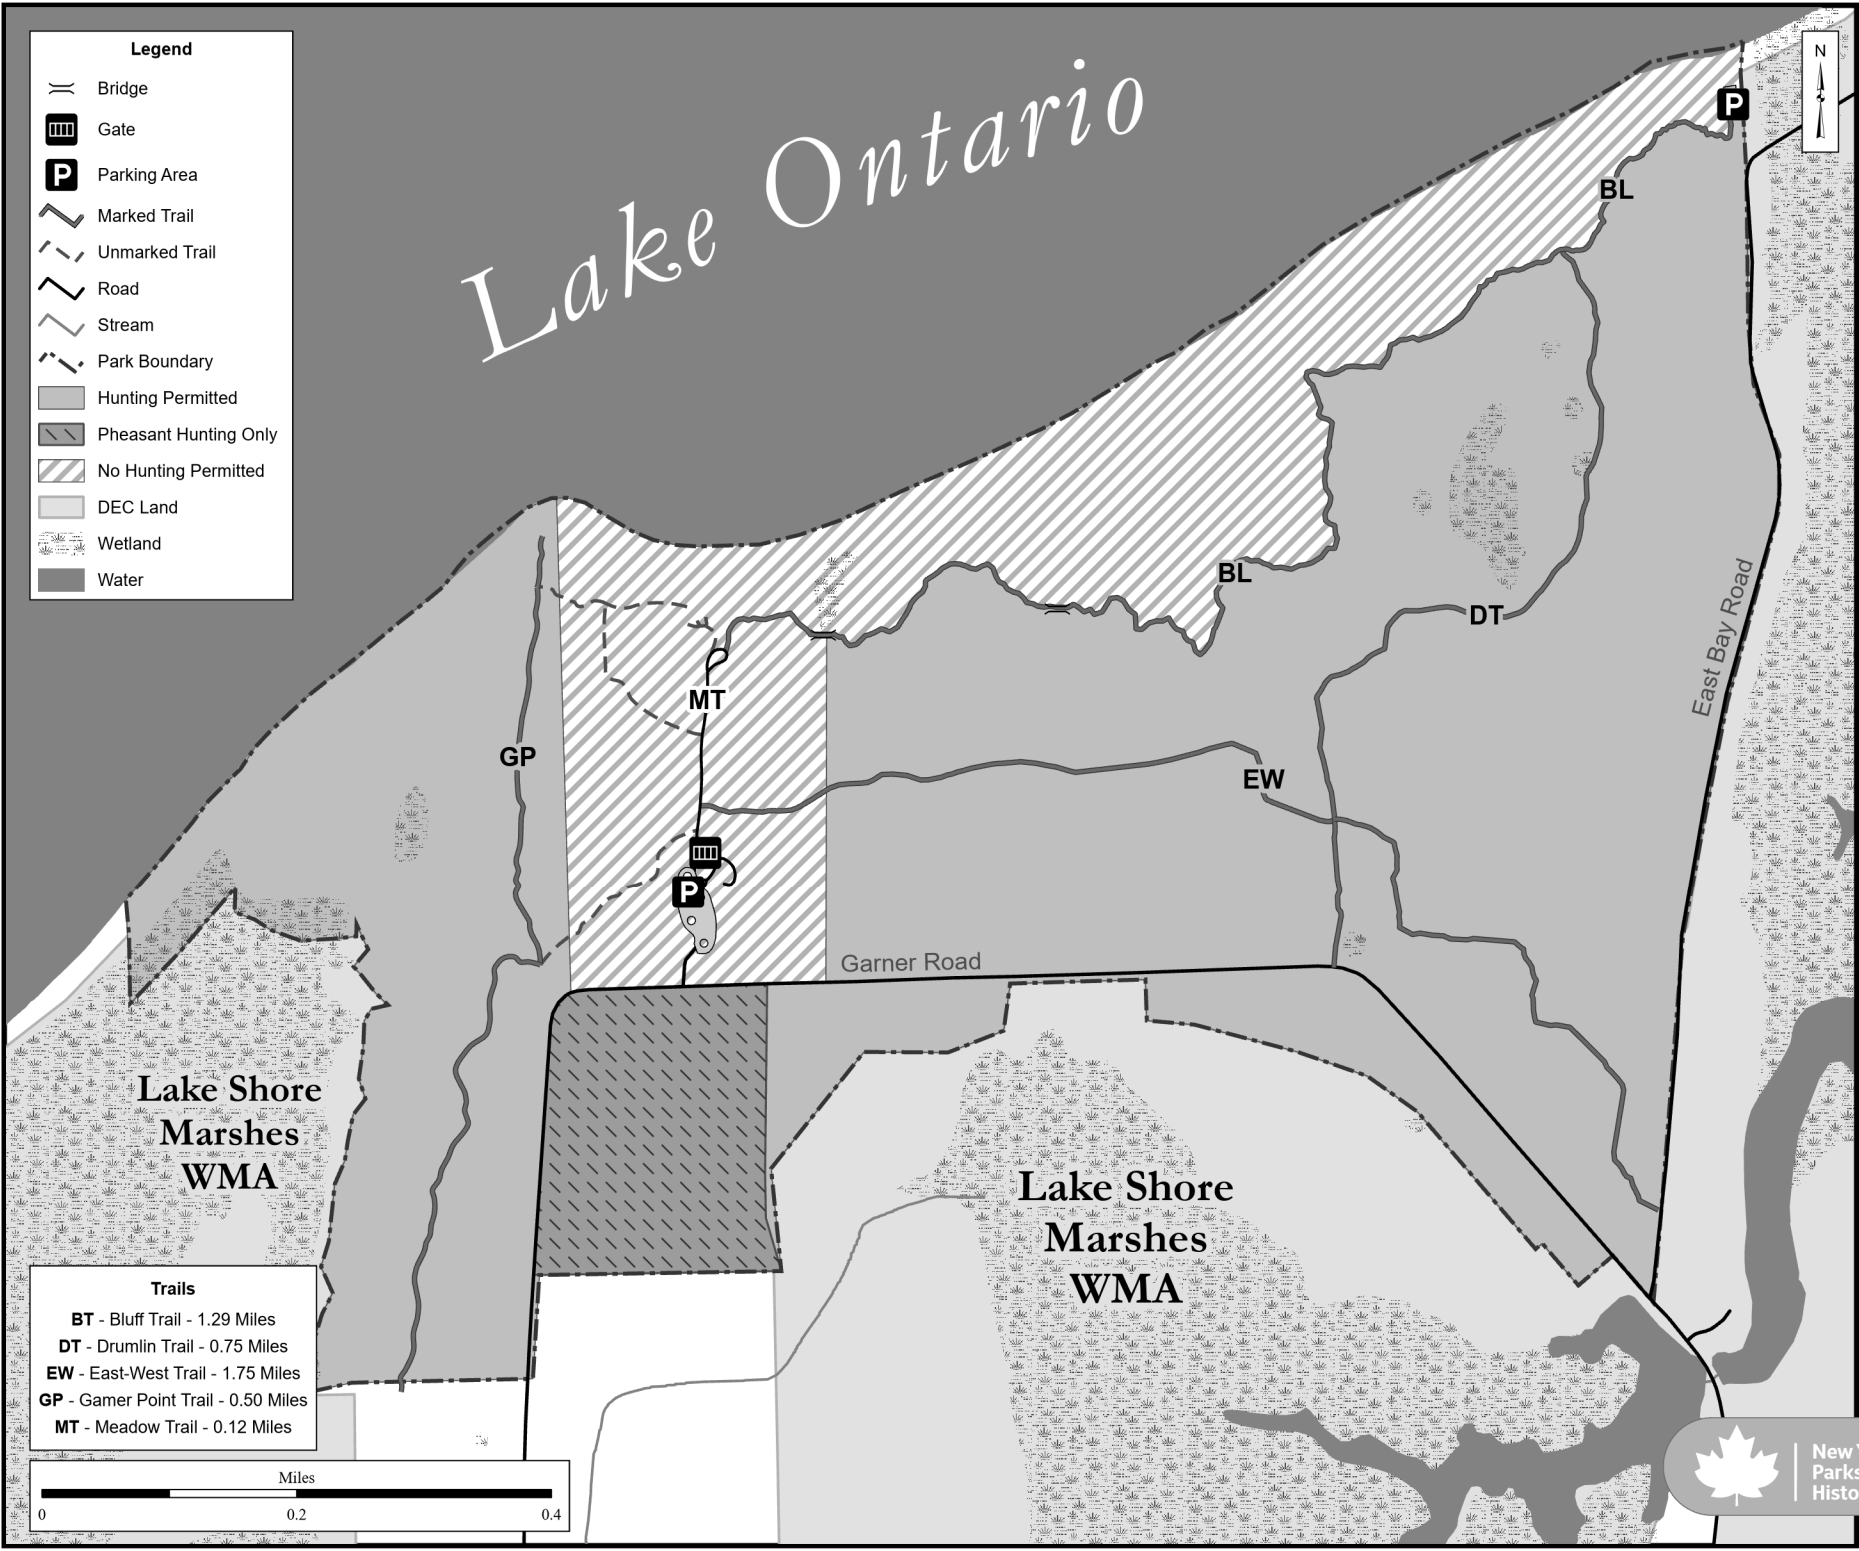 Legend
Bridge
Gate
P Parking Area
Marked Trail
Unmarked Trail
Road
Stream
Park Boundary
Hunting Permitted
Pheasant Hunting Only
No Hunting Permitted
DEC Land
Wetland
Water
Lake Ontario
N
P
BL
BL
DT
East Bay Road
MT
GP
EW
P
Garner Road
Lake Shore
Marshes
WMA
Lake Shore
Marshes
WMA
Trails
BT - Bluff Trail - 1.29 Miles
DT - Drumlin Trail - 0.75 Miles
EW - East-West Trail - 1.75 Miles
GP - Garner Point Trail - 0.50 Miles
MT - Meadow Trail - 0.12 Miles
Miles
0 0.2 0.4
New
Parks